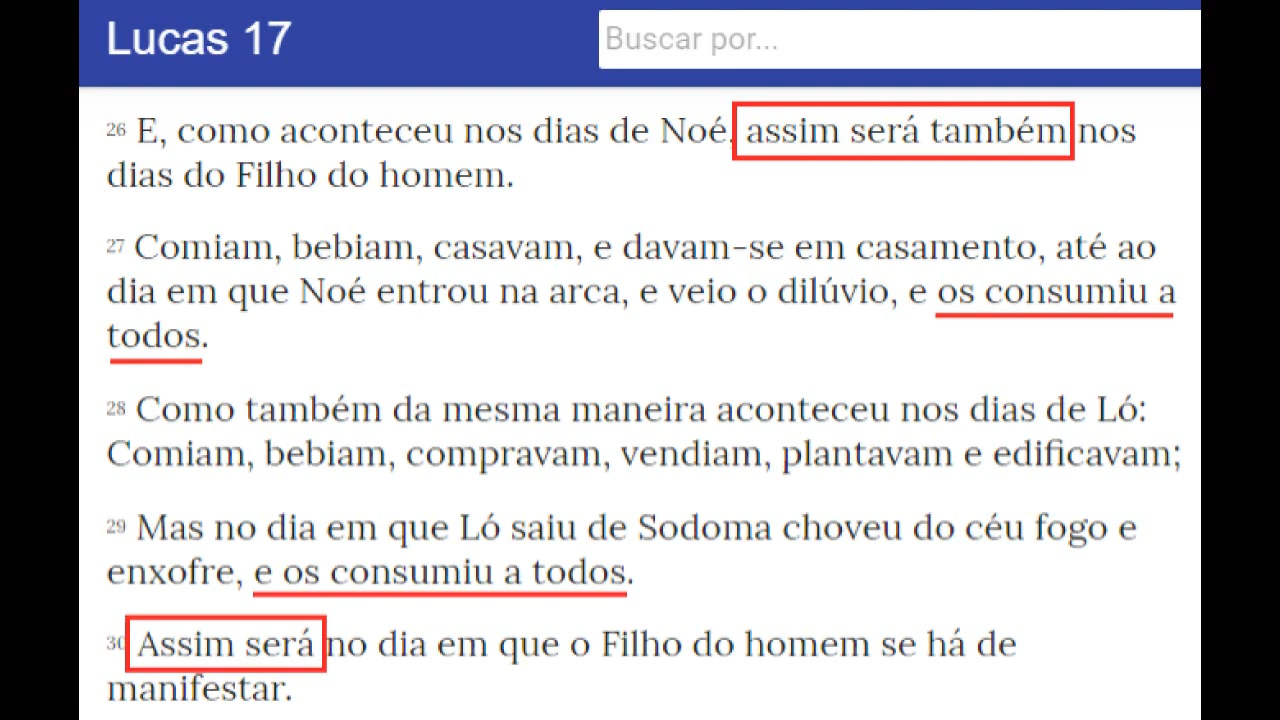 Lucas 17
Buscar por...
26 E, como aconteceu nos dias de Noé, assim será também nos
dias do Filho do homem.
27 Comiam, bebiam, casavam, e davam-se em casamento, até ao
dia em que Noé entrou na arca, e veio o dilúvio, e os consumiu a
todos.
28 Como também da mesma maneira aconteceu nos dias de Ló:
Comiam, bebiam, compravam, vendiam, plantavam e edificavam;
29 Mas no dia em que Ló saiu de Sodoma choveu do céu fogo e
enxofre, e os consumiu a todos.
30 Assim será no dia em que o Filho do homem se há de
manifestar.